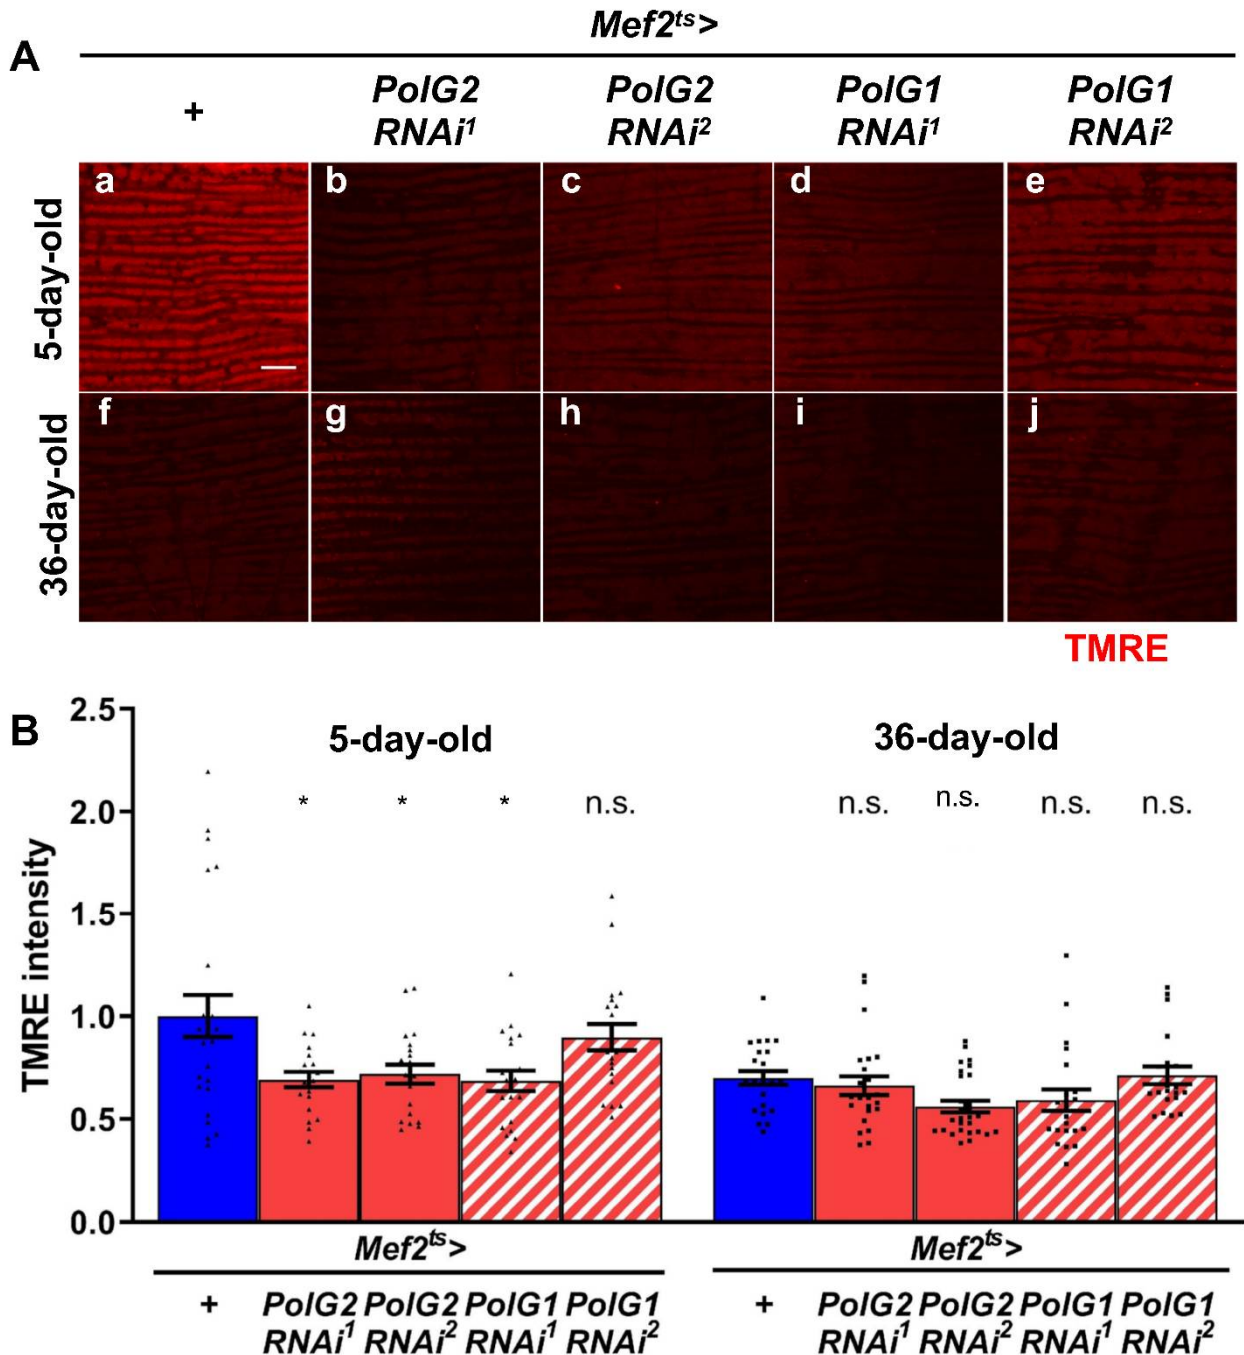 Mef2ts>
A
+ PolG2 PolG2 PolG1 PolG1
RNAi1 RNAi2 RNAi1 RNAi2
5-day-old
a b c d e
36-day-old
f g h i j
TMRE
B
5-day-old 36-day-old
* * * n.s. n.s. n.s. n.s. n.s.
TMRE intensity
2.5
2.0
1.5
1.0
0.5
0.0
Mef2ts> Mef2ts>
+ PolG2 PolG2 PolG1 PolG1 + PolG2 PolG2 PolG1 PolG1
RNAi1 RNAi2 RNAi1 RNAi2 RNAi1 RNAi2 RNAi1 RNAi2